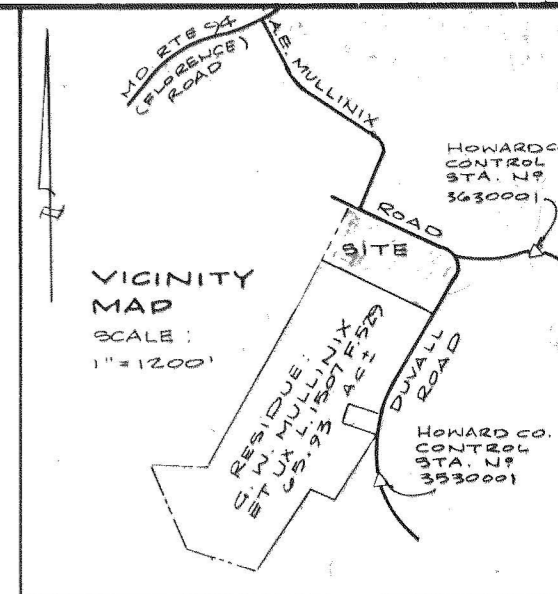 MD. RTE 94
(FLORENCE)
ROAD
A.E. MULLINIX
ROAD
HOWARD CO
CONTROL
STA. Nº
3630001
SITE
VICINITY
MAP
SCALE :
1"=1200'
RESIDUE :
G. W. MULLINIX
ET UX L.1507 F.529
65.93 AC±
DUVALL
ROAD
HOWARD CO.
CONTROL
STA. Nº
3530001
N